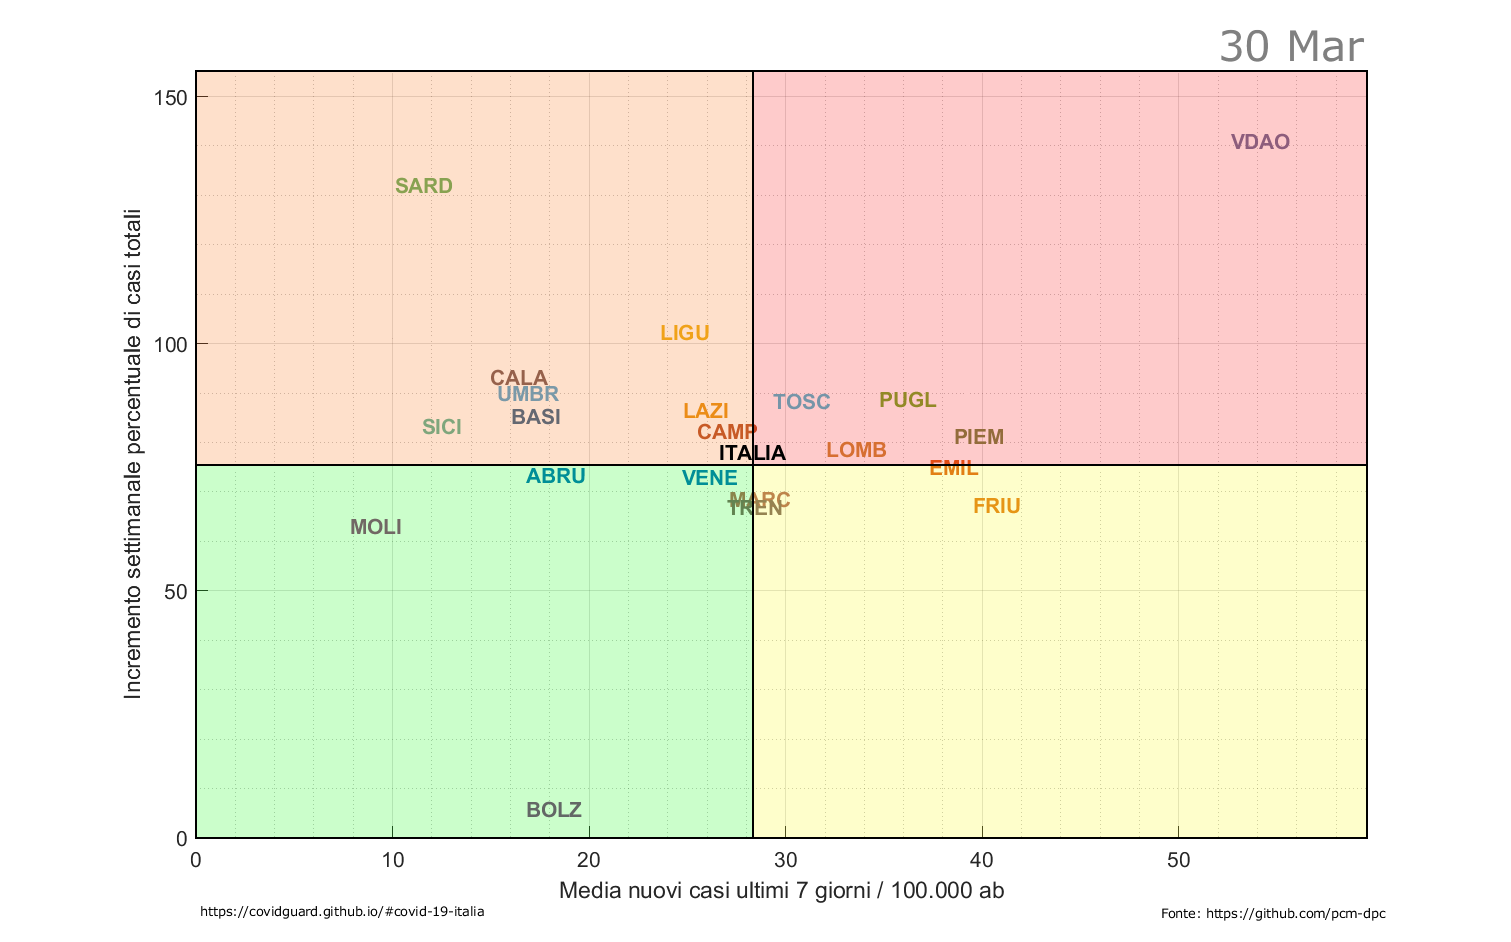 30 Mar
150
VDAO
SARD
Incremento settimanale percentuale di casi totali
100
LIGU
CALA
UMBR
TOSC
PUGL
BASI
LAZI
SICI
CAMP
PIEM
ITALIA
LOMB
EMIL
ABRU
VENE
MARC
TREN
FRIU
MOLI
50
BOLZ
0
0 10 20 30 40 50
Media nuovi casi ultimi 7 giorni / 100.000 ab
https://covidguard.github.io/#covid-19-italia
Fonte: https://github.com/pcm-dpc